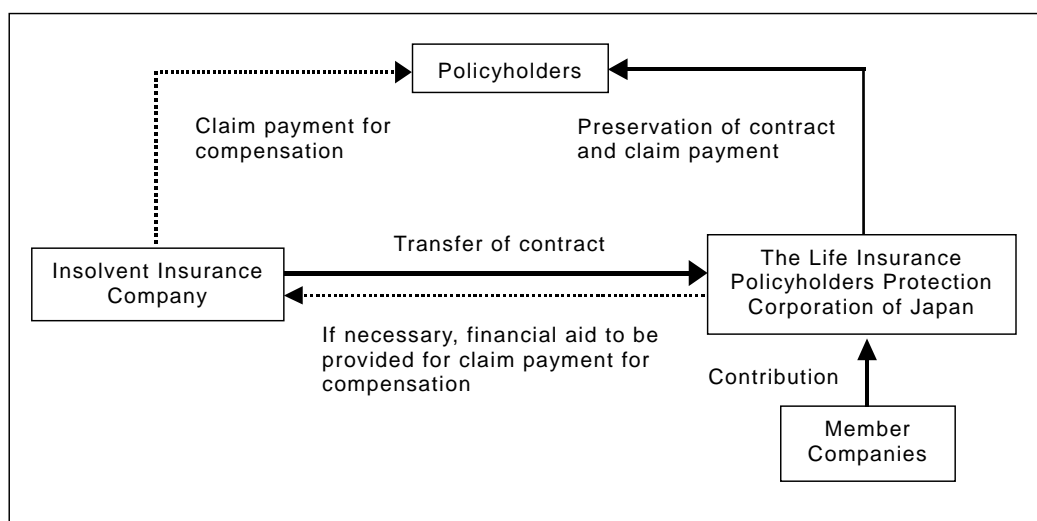 Policyholders
Claim payment for
compensation
Preservation of contract
and claim payment
Transfer of contract
Insolvent Insurance
Company
The Life Insurance
Policyholders Protection
Corporation of Japan
If necessary, financial aid to be
provided for claim payment for
compensation
Contribution
Member
Companies